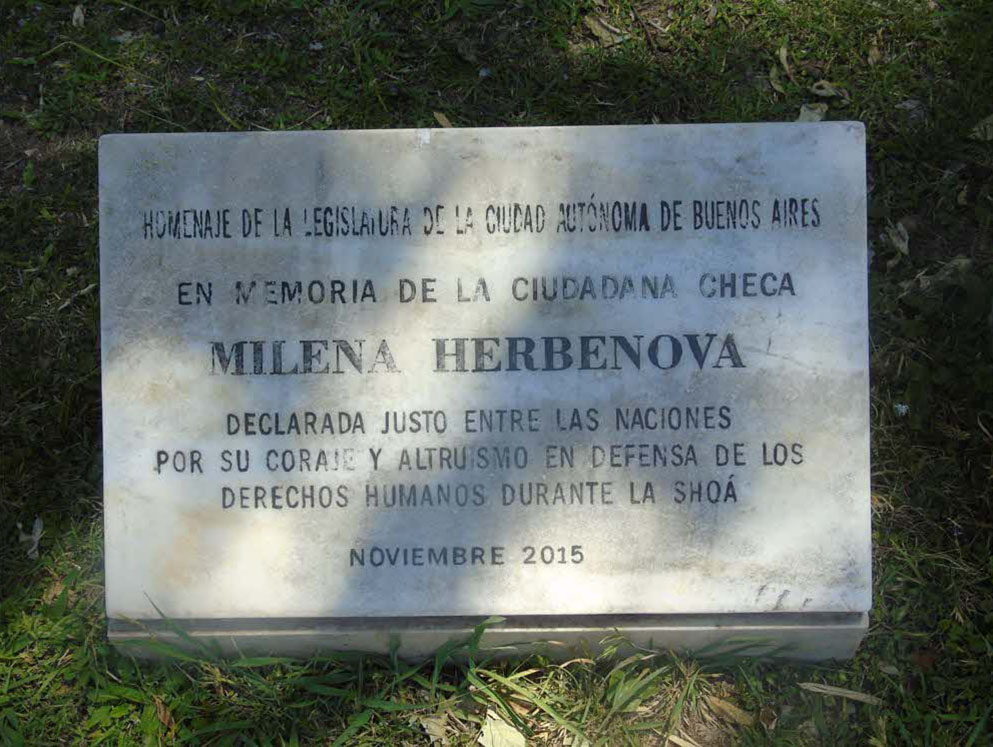 HOMENAJE DE LA LEGISLATURA DE LA CIUDAD AUTÓNOMA DE BUENOS AIRES
EN MEMORIA DE LA CIUDADANA CHECA
MILENA HERBENOVA
DECLARADA JUSTO ENTRE LAS NACIONES
POR SU CORAJE Y ALTRUISMO EN DEFENSA DE LOS
DERECHOS HUMANOS DURANTE LA SHOÁ
NOVIEMBRE 2015